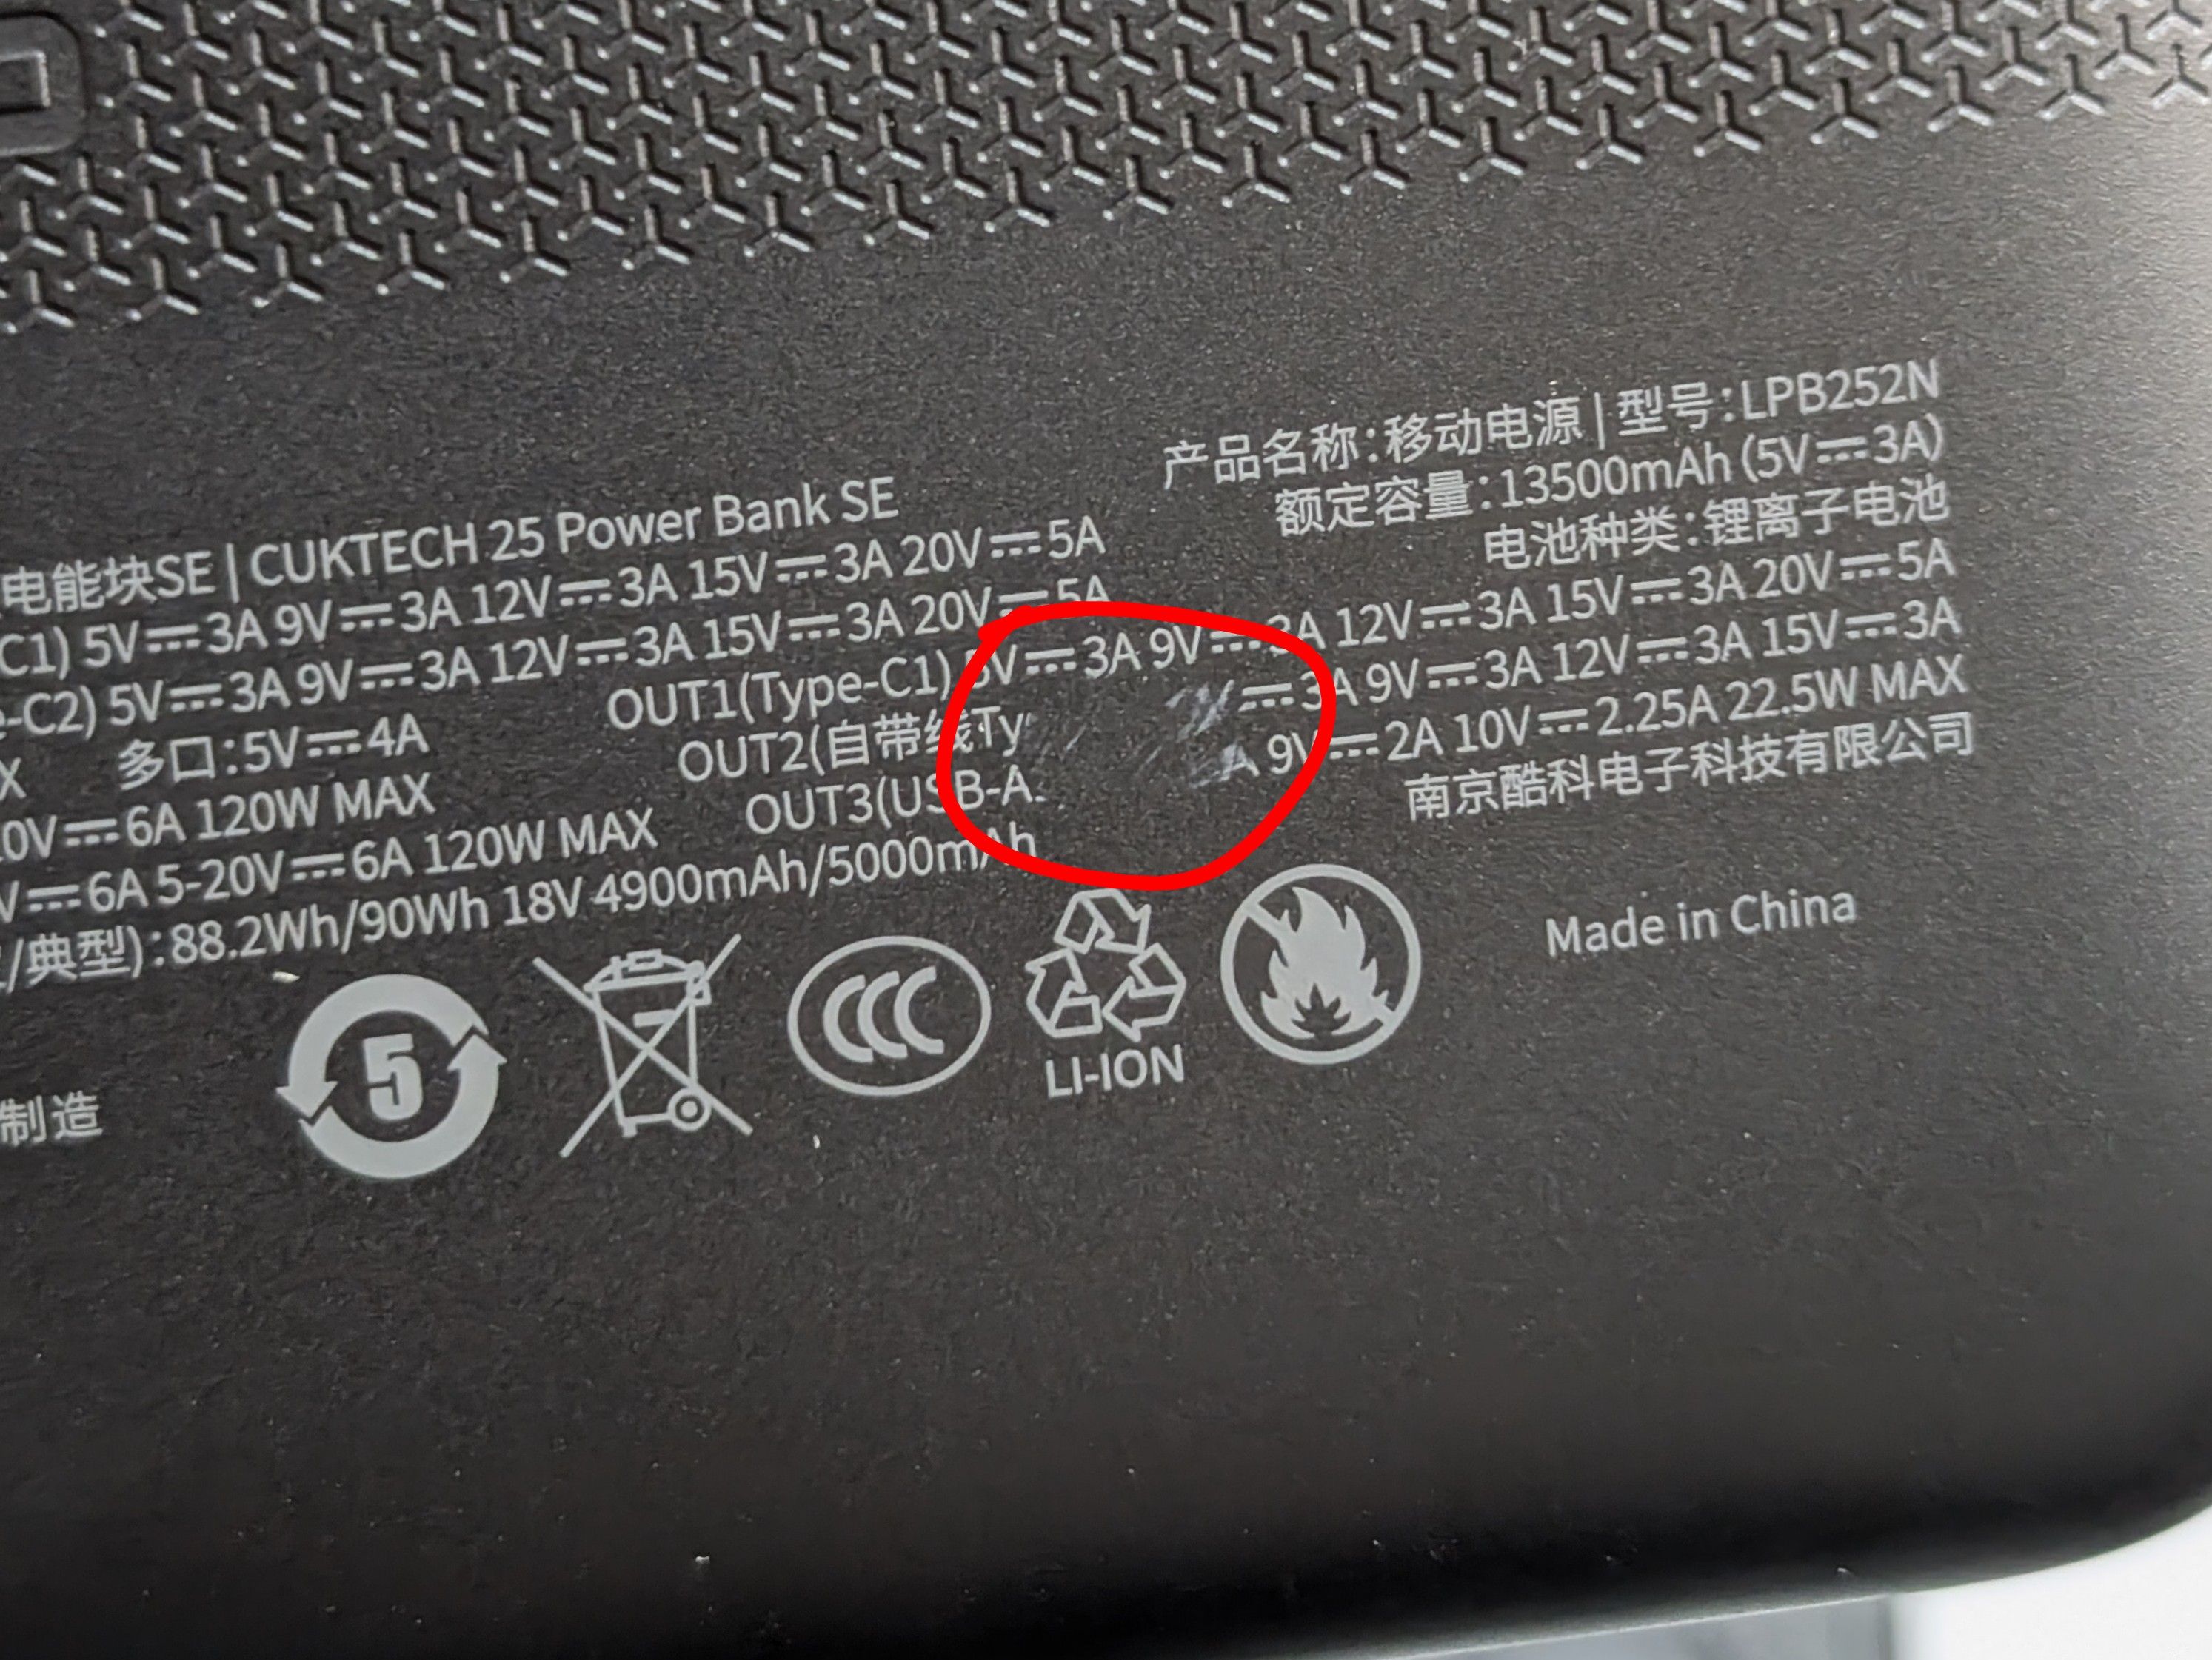 电能块SE | CUKTECH 25 Power Bank SE
C1) 5V⎓3A 9V⎓3A 12V⎓3A 15V⎓3A 20V⎓5A
-C2) 5V⎓3A 9V⎓3A 12V⎓3A 15V⎓3A 20V⎓5A
X 多口:5V⎓4A
0V⎓6A 120W MAX
V⎓6A 5-20V⎓6A 120W MAX
/典型):88.2Wh/90Wh 18V 4900mAh/5000mAh
产品名称:移动电源 | 型号:LPB252N
额定容量:13500mAh (5V⎓3A)
电池种类:锂离子电池
OUT1(Type-C1) 5V⎓3A 9V⎓3A 12V⎓3A 15V⎓3A 20V⎓5A
OUT2(自带线Ty ⎓3A 9V⎓3A 12V⎓3A 15V⎓3A
OUT3(USB-A A 9V⎓2A 10V⎓2.25A 22.5W MAX
南京酷科电子科技有限公司
制造
5
CCC
LI-ION
Made in China